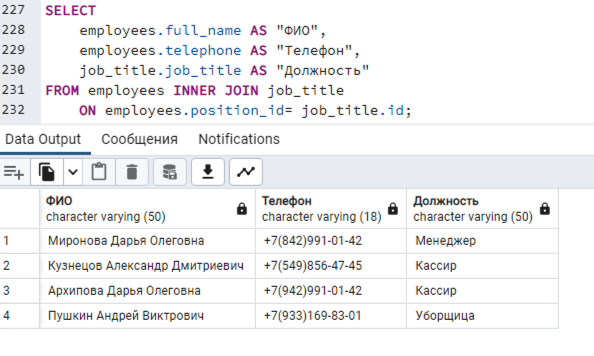 227 SELECT
228 employees.full_name AS "ФИО",
229 employees.telephone AS "Телефон",
230 job_title.job_title AS "Должность"
231 FROM employees INNER JOIN job_title
232 ON employees.position_id= job_title.id;
Data Output Сообщения Notifications
ФИО Телефон Должность
character varying (50) character varying (18) character varying (50)
1 Миронова Дарья Олеговна +7(842)991-01-42 Менеджер
2 Кузнецов Александр Дмитриевич +7(549)856-47-45 Кассир
3 Архипова Дарья Олеговна +7(942)991-01-42 Кассир
4 Пушкин Андрей Виктрович +7(933)169-83-01 Уборщица